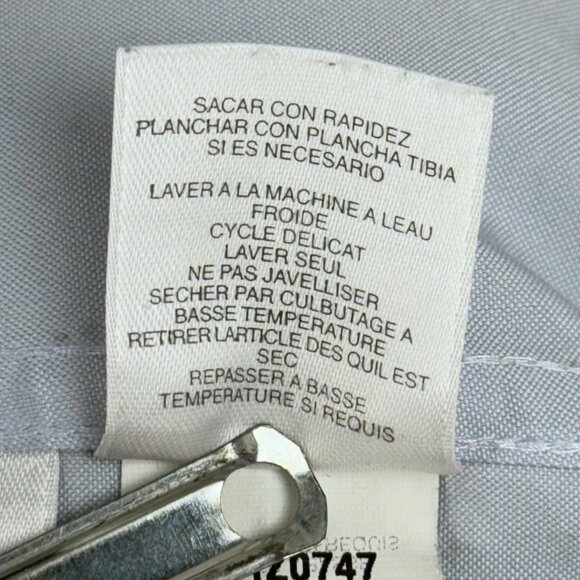 SACAR CON RAPIDEZ
PLANCHAR CON PLANCHA TIBIA
SI ES NECESARIO
LAVER A LA MACHINE A LEAU
FROIDE
CYCLE DELICAT
LAVER SEUL
NE PAS JAVELLISER
SECHER PAR CULBUTAGE A
BASSE TEMPERATURE
RETIRER LARTICLE DES QUIL EST
SEC
REPASSER A BASSE
TEMPERATURE SI REQUIS
REQUIS
120747